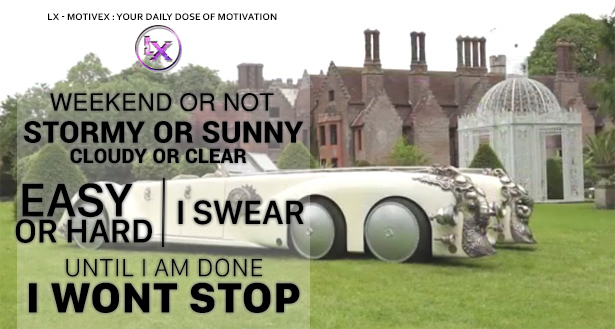 LX - MOTIVEX : YOUR DAILY DOSE OF MOTIVATION
LX
WEEKEND OR NOT
STORMY OR SUNNY
CLOUDY OR CLEAR
EASY
OR HARD
I SWEAR
UNTIL I AM DONE
I WONT STOP